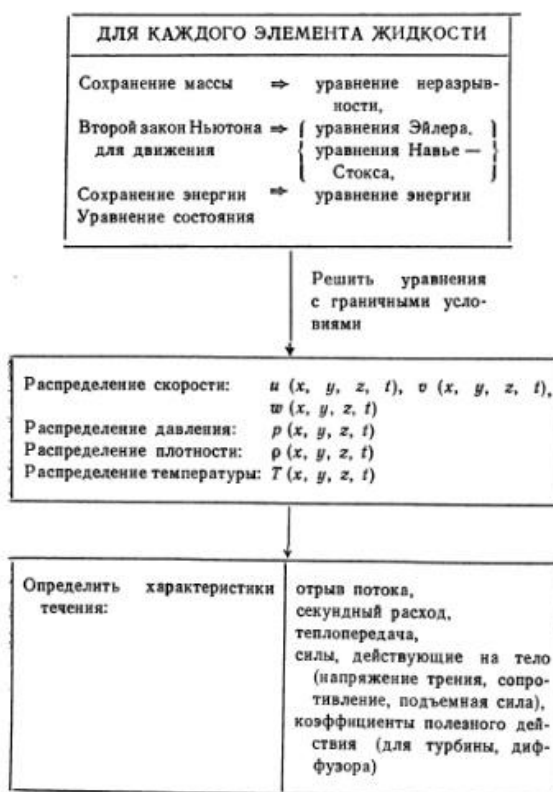 ДЛЯ КАЖДОГО ЭЛЕМЕНТА ЖИДКОСТИ
Сохранение массы ⇒ уравнение неразрыв-
ности,
Второй закон Ньютона ⇒ { уравнения Эйлера, }
для движения { уравнения Навье — }
Стокса,
Сохранение энергии ⇒ уравнение энергии
Уравнение состояния
Решить уравнения
с граничными усло-
виями
Распределение скорости: u (x, y, z, t), v (x, y, z, t),
w (x, y, z, t)
Распределение давления: p (x, y, z, t)
Распределение плотности: ρ (x, y, z, t)
Распределение температуры: T (x, y, z, t)
Определить характеристики
течения:
отрыв потока,
секундный расход,
теплопередача,
силы, действующие на тело
(напряжение трения, сопро-
тивление, подъемная сила),
коэффициенты полезного дей-
ствия (для турбины, диф-
фузора)